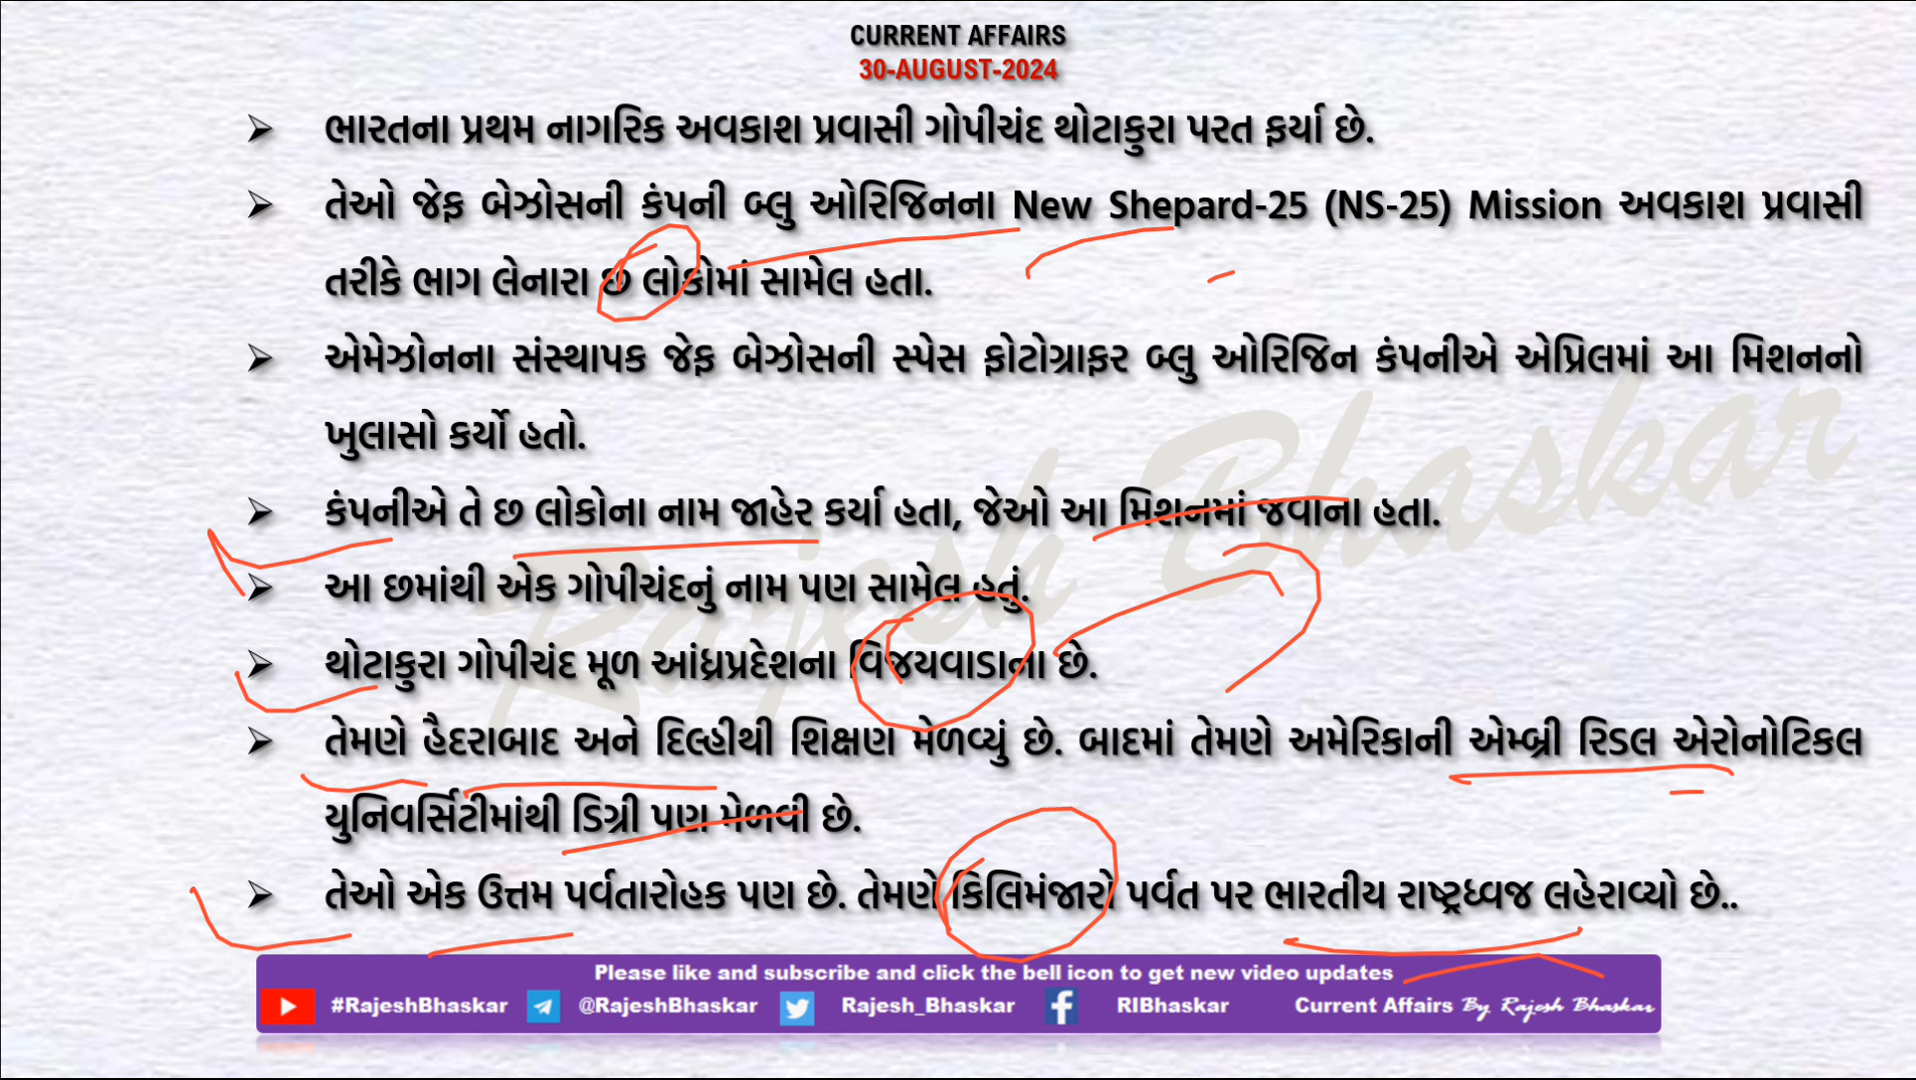 CURRENT AFFAIRS
30-AUGUST-2024
ભારતના પ્રથમ નાગરિક અવકાશ પ્રવાસી ગોપીચંદ થોટાકુરા પરત ફર્યા છે.
તેઓ જેફ બેઝોસની કંપની બ્લુ ઓરિજિનના New Shepard-25 (NS-25) Mission અવકાશ પ્રવાસી
તરીકે ભાગ લેનારા છ લોકોમાં સામેલ હતા.
એમેઝોનના સંસ્થાપક જેફ બેઝોસની સ્પેસ ફોટોગ્રાફર બ્લુ ઓરિજિન કંપનીએ એપ્રિલમાં આ મિશનનો
ખુલાસો કર્યો હતો.
કંપનીએ તે છ લોકોના નામ જાહેર કર્યા હતા, જેઓ આ મિશનમાં જવાના હતા.
આ છમાંથી એક ગોપીચંદનું નામ પણ સામેલ હતું.
થોટાકુરા ગોપીચંદ મૂળ આંધ્રપ્રદેશના વિજયવાડાના છે.
તેમણે હૈદરાબાદ અને દિલ્હીથી શિક્ષણ મેળવ્યું છે. બાદમાં તેમણે અમેરિકાની એમ્બ્રી રિડલ એરોનોટિકલ
યુનિવર્સિટીમાંથી ડિગ્રી પણ મેળવી છે.
તેઓ એક ઉત્તમ પર્વતારોહક પણ છે. તેમણે કિલિમંજારો પર્વત પર ભારતીય રાષ્ટ્રધ્વજ લહેરાવ્યો છે..
Rajesh Bhaskar
Please like and subscribe and click the bell icon to get new video updates
#RajeshBhaskar @RajeshBhaskar Rajesh_Bhaskar RIBhaskar Current Affairs By Rajesh Bhaskar